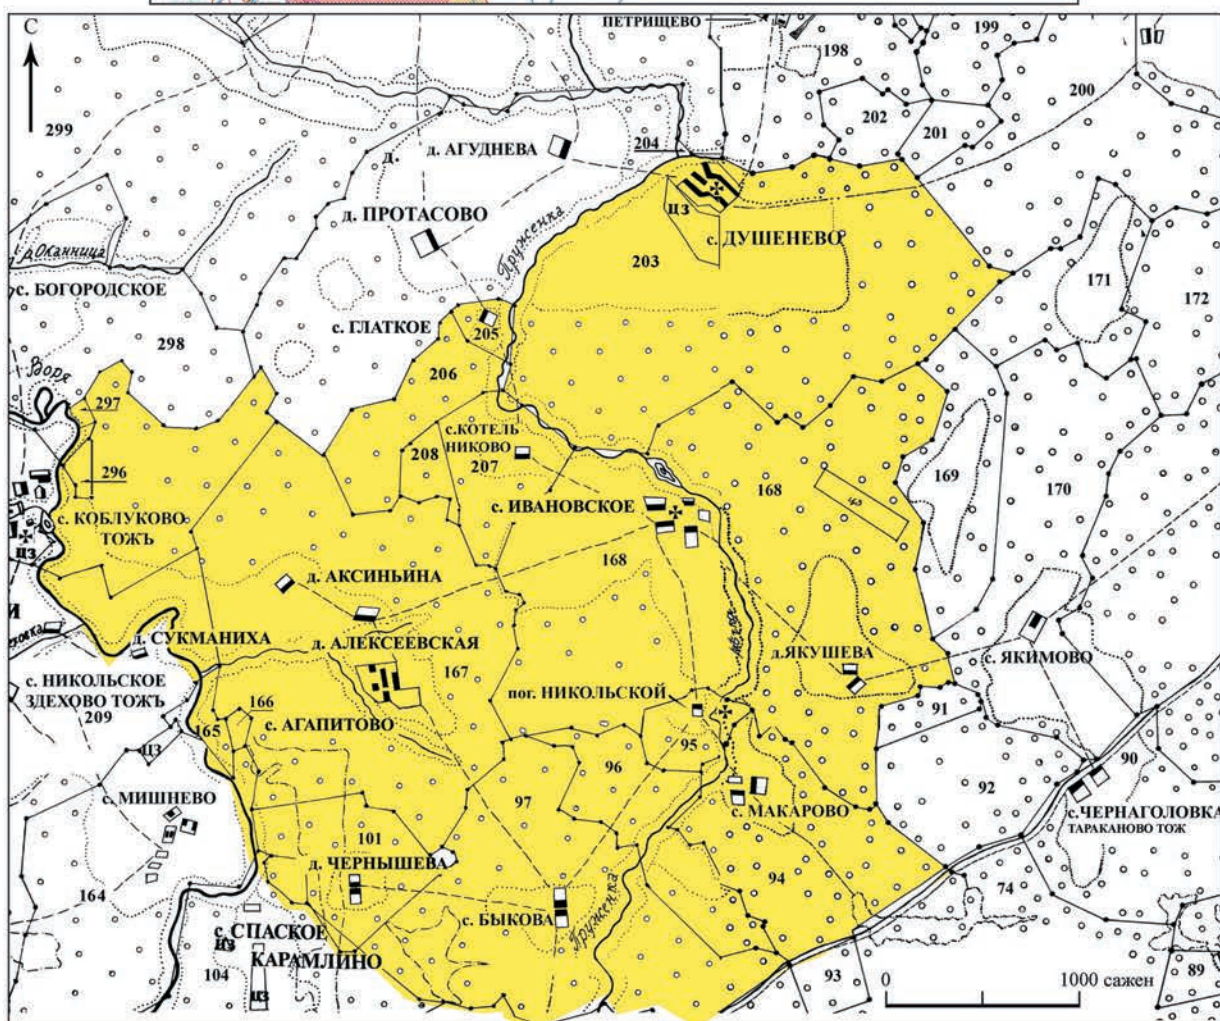 С
ПЕТРИЩЕВО
198
199
200
299
202
201
204
д.
д. АГУДНЕВА
д. ПРОТАСОВО
ЦЗ
с. ДУШЕНЕВО
Пруженка
203
р. Оканница
с. БОГОРОДСКОЕ
171
172
с. ГЛАТКОЕ
205
298
206
Воря
297
с. КОТЕЛЬ
НИКОВО
208
207
296
168
169
170
с. ИВАНОВСКОЕ
с. КОБЛУКОВО
ТОЖЪ
ЦЗ
168
д. АКСИНЬИНА
И
д. СУКМАНИХА
д. АЛЕКСЕЕВСКАЯ
167
д. ЯКУШЕВА
с. ЯКИМОВО
с. НИКОЛЬСКОЕ
ЗДЕХОВО ТОЖЪ
209
пог. НИКОЛЬСКОЙ
166
с. АГАПИТОВО
165
91
95
90
ЦЗ
96
92
97
с. МИШНЕВО
с. МАКАРОВО
с. ЧЕРНАГОЛОВКА
ТАРАКАНОВО ТОЖ
101
д. ЧЕРНЫШЕВА
94
74
164
с. БЫКОВА
Пруженка
с. СПАСКОЕ
ЦЗ
КАРАМЛИНО
104
93
89
ЦЗ
0
1000 сажен